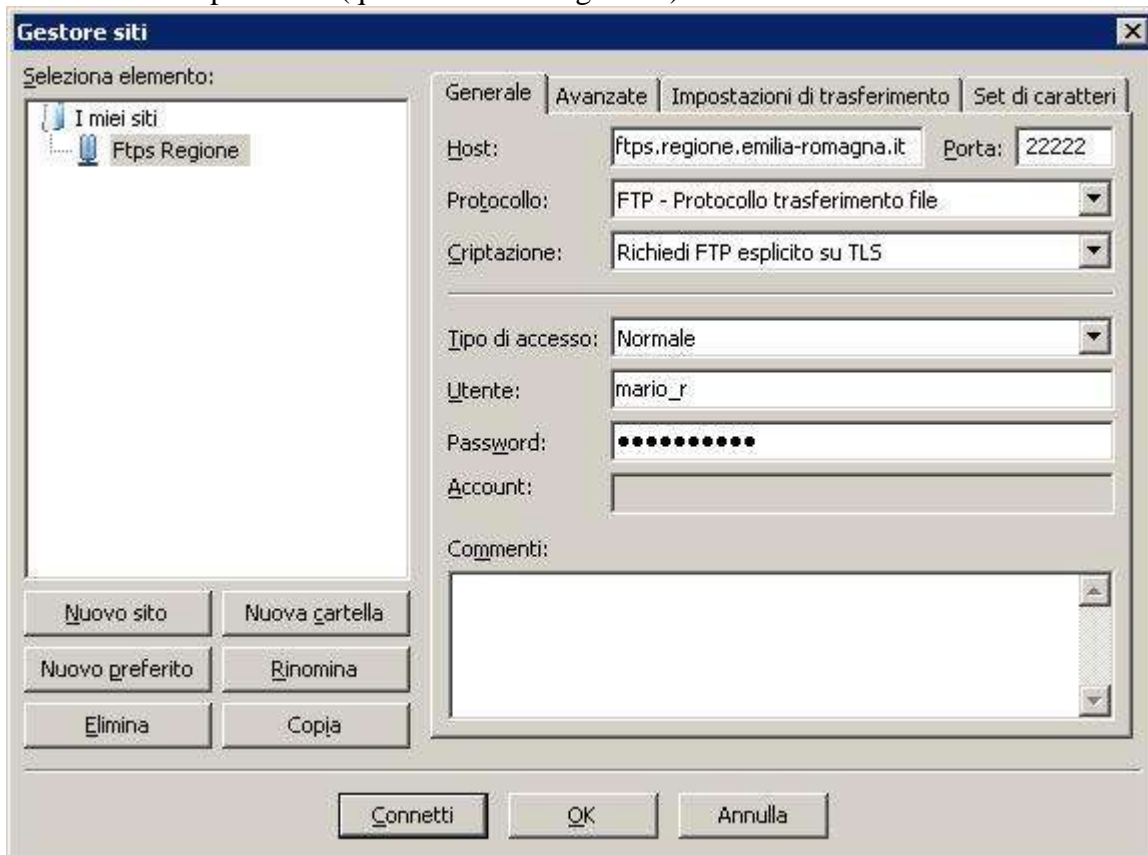 Gestore siti
Seleziona elemento:
I miei siti
Ftps Regione
Nuovo sito
Nuova cartella
Nuovo preferito
Rinomina
Elimina
Copia
Generale
Avanzate
Impostazioni di trasferimento
Set di caratteri
Host: ftps.regione.emilia-romagna.it Porta: 22222
Protocollo: FTP - Protocollo trasferimento file
Criptazione: Richiedi FTP esplicito su TLS
Tipo di accesso: Normale
Utente: mario_r
Password: ●●●●●●●●●●
Account:
Commenti:
Connetti
OK
Annulla